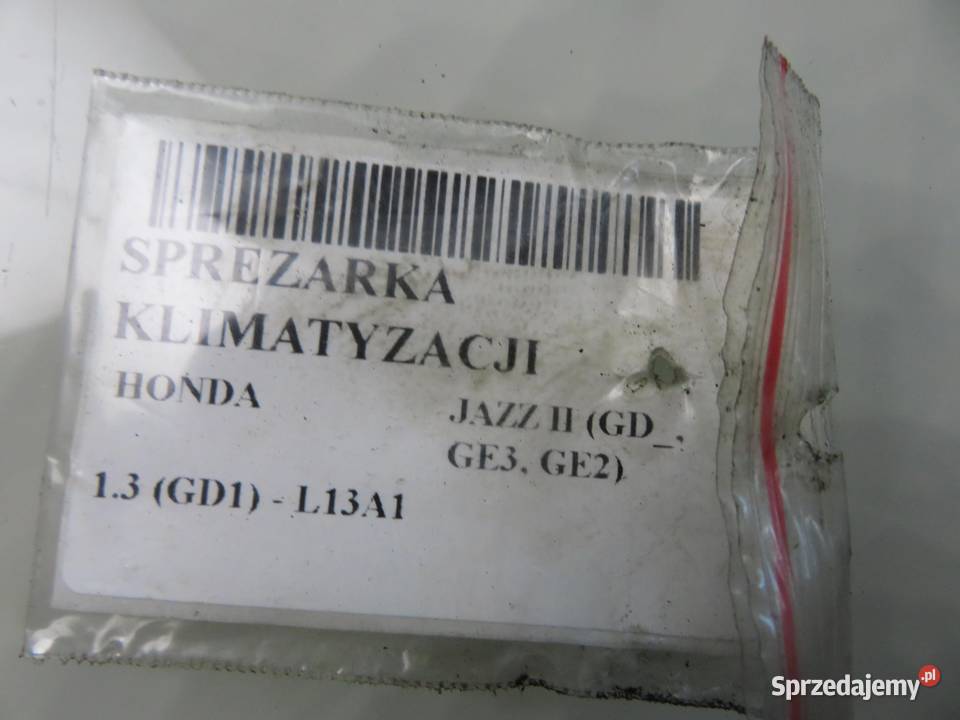 SPREZARKA
KLIMATYZACJI
HONDA
JAZZ II (GD_,
GE3, GE2)
1.3 (GD1) - L13A1
Sprzedajemy.pl